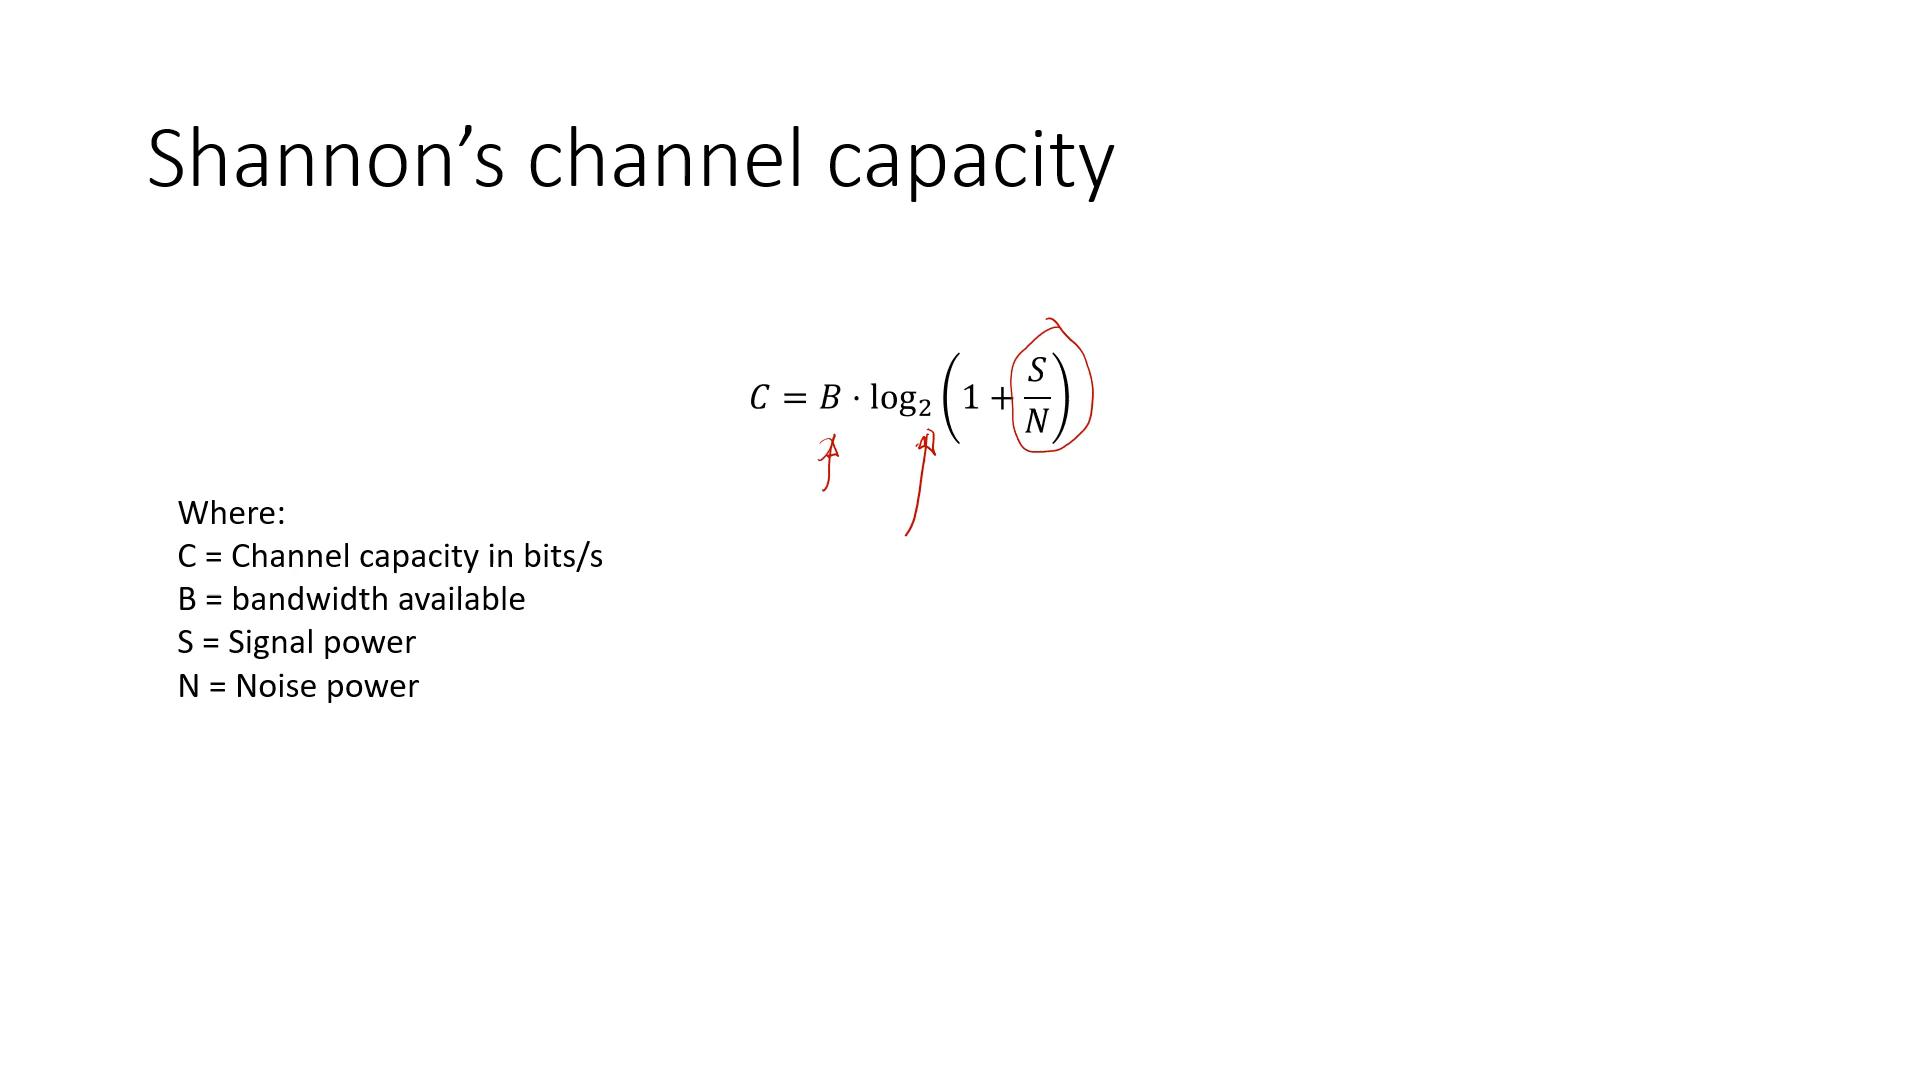 Shannon’s channel capacity
C = B · log₂ (1 + S/N)
Where:
C = Channel capacity in bits/s
B = bandwidth available
S = Signal power
N = Noise power